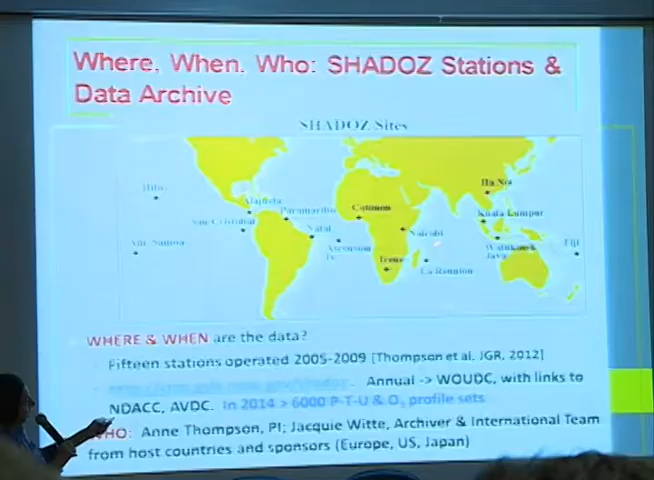 Where, When, Who: SHADOZ Stations &
Data Archive
SHADOZ Sites
Hilo
Ha Noi
Alajuela
Cotonou
Kuala Lumpur
Paramaribo
San Cristobal
Natal
Nairobi
Am. Samoa
Ascension
Is.
Watukosek
Java
Fiji
Irene
La Reunion
WHERE & WHEN are the data?
Fifteen stations operated 2005-2009 [Thompson et al, JGR, 2012]
Annual -> WOUDC, with links to
NDACC, AVDC. In 2014 > 6000 P-T-U & O3 profile sets
WHO: Anne Thompson, PI; Jacquie Witte, Archiver & International Team
from host countries and sponsors (Europe, US, Japan)